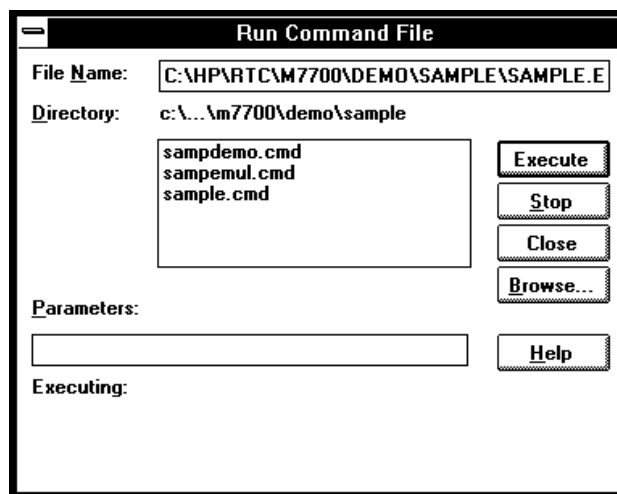 Run Command File
File Name: C:\HP\RTC\M7700\DEMO\SAMPLE\SAMPLE.E
Directory: c:\...\m7700\demo\sample
sampdemo.cmd
sampemul.cmd
sample.cmd
Execute
Stop
Close
Browse...
Parameters:
Help
Executing: